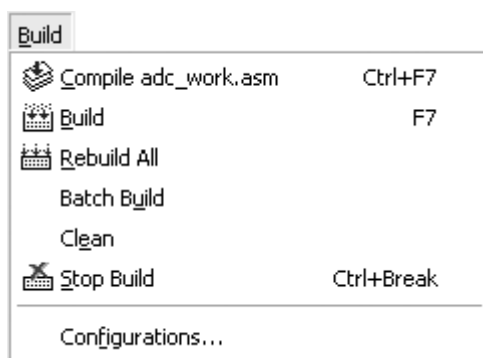 Build
Compile adc_work.asm Ctrl+F7
Build F7
Rebuild All
Batch Build
Clean
Stop Build Ctrl+Break
Configurations...